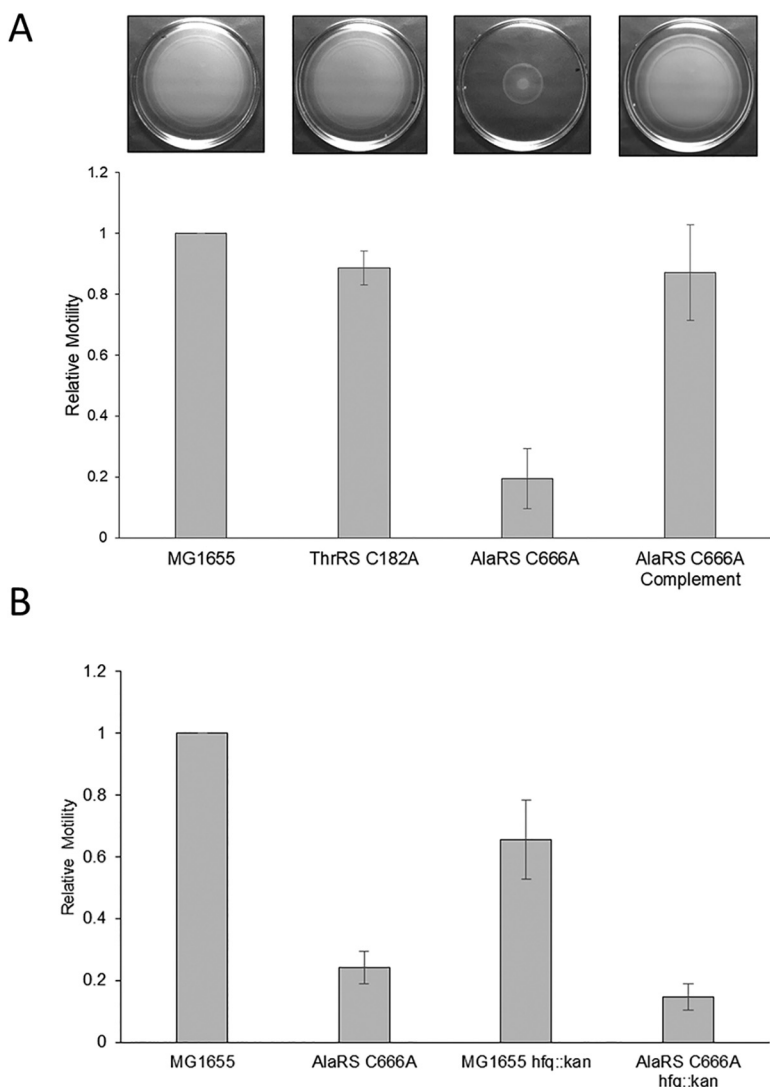 A
1.2
1
0.8
0.6
0.4
0.2
0
Relative Motility
MG1655
ThrRS C182A
AlaRS C666A
AlaRS C666A
Complement
B
1.2
1
0.8
0.6
0.4
0.2
0
Relative Motility
MG1655
AlaRS C666A
MG1655 hfq::kan
AlaRS C666A
hfq::kan